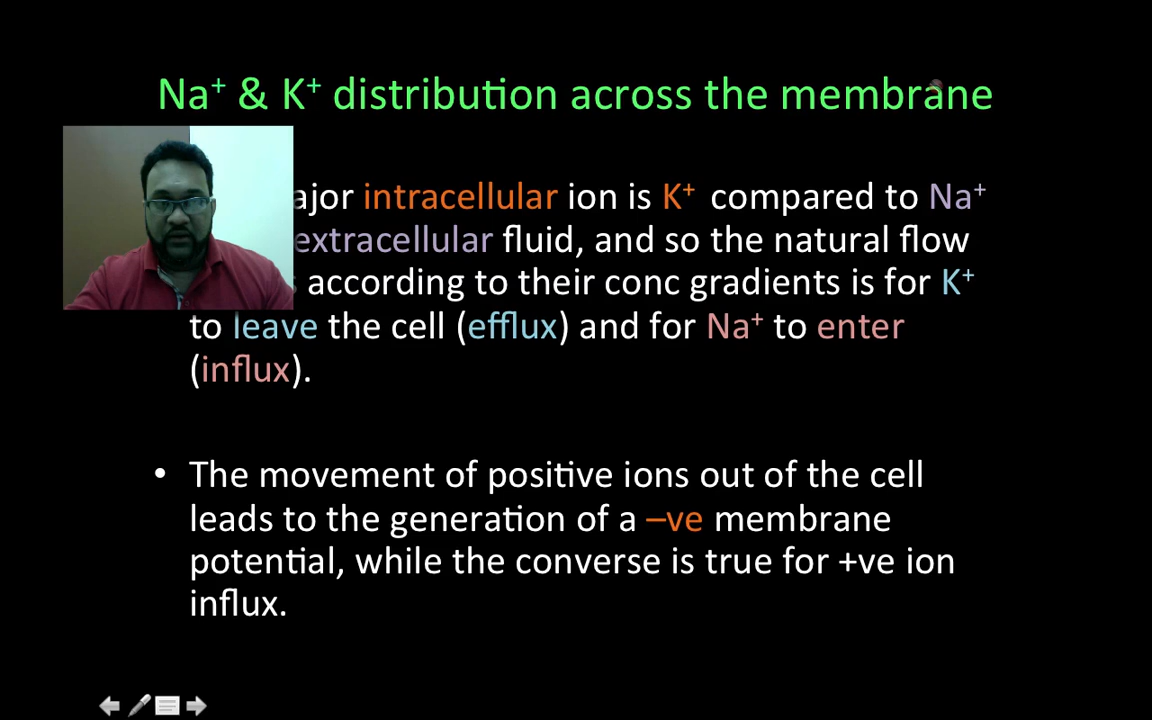 Na⁺ & K⁺ distribution across the membrane
ajor intracellular ion is K⁺ compared to Na⁺
extracellular fluid, and so the natural flow
according to their conc gradients is for K⁺
to leave the cell (efflux) and for Na⁺ to enter
(influx).
• The movement of positive ions out of the cell
leads to the generation of a –ve membrane
potential, while the converse is true for +ve ion
influx.